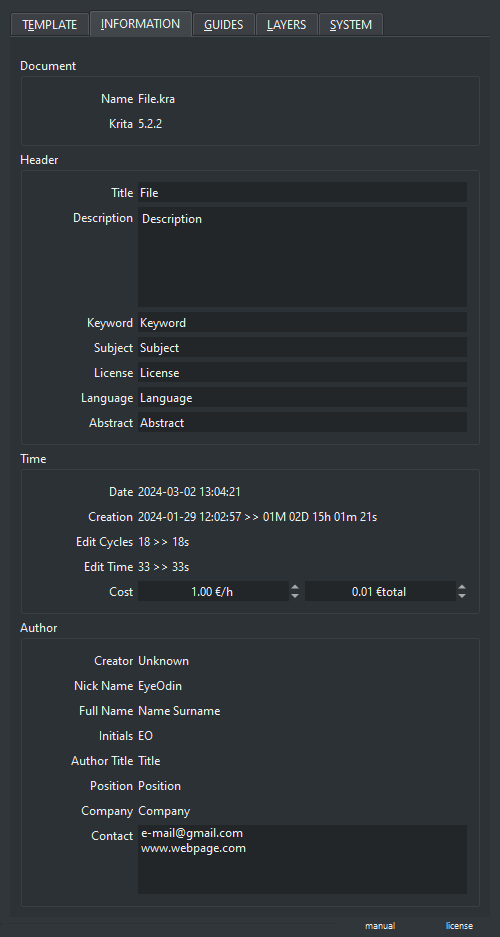 TEMPLATE INFORMATION GUIDES LAYERS SYSTEM
Document
Name File.kra
Krita 5.2.2
Header
Title File
Description Description
Keyword Keyword
Subject Subject
License License
Language Language
Abstract Abstract
Time
Date 2024-03-02 13:04:21
Creation 2024-01-29 12:02:57 >> 01M 02D 15h 01m 21s
Edit Cycles 18 >> 18s
Edit Time 33 >> 33s
Cost 1.00 €/h 0.01 €total
Author
Creator Unknown
Nick Name EyeOdin
Full Name Name Surname
Initials EO
Author Title Title
Position Position
Company Company
Contact e-mail@gmail.com
www.webpage.com
manual license